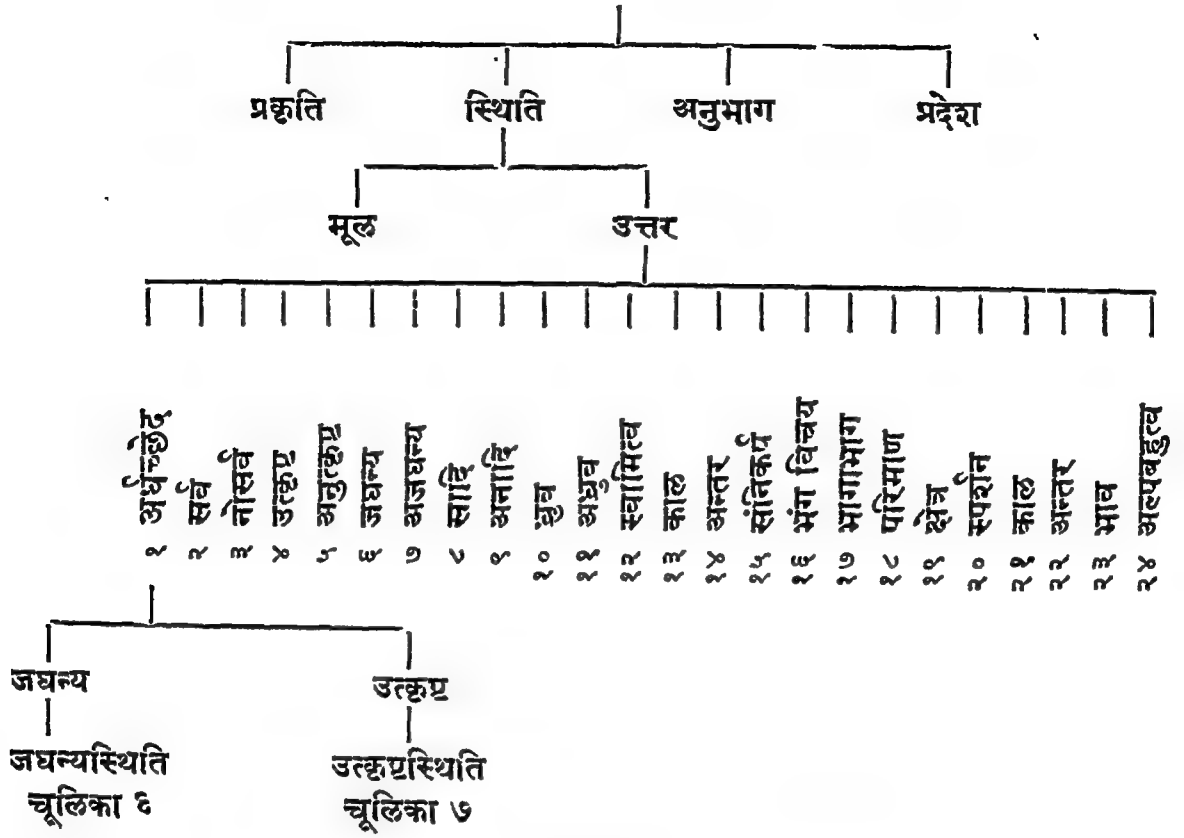 प्रकृति स्थिति अनुभाग प्रदेश
मूल उत्तर
१ अर्धच्छेद
२ सर्व
३ नोसर्व
४ उत्कृष्ट
५ अनुत्कृष्ट
६ जघन्य
७ अजघन्य
८ सादि
९ अनादि
१० ध्रुव
११ अध्रुव
१२ स्वामित्व
१३ काल
१४ अन्तर
१५ संनिकर्ष
१६ भंग विचय
१७ भागाभाग
१८ परिमाण
१९ क्षेत्र
२० स्पर्शन
२१ काल
२२ अन्तर
२३ भाव
२४ अल्पबहुत्व
जघन्य उत्कृष्ट
जघन्यस्थिति उत्कृष्टस्थिति
चूलिका ६ चूलिका ७